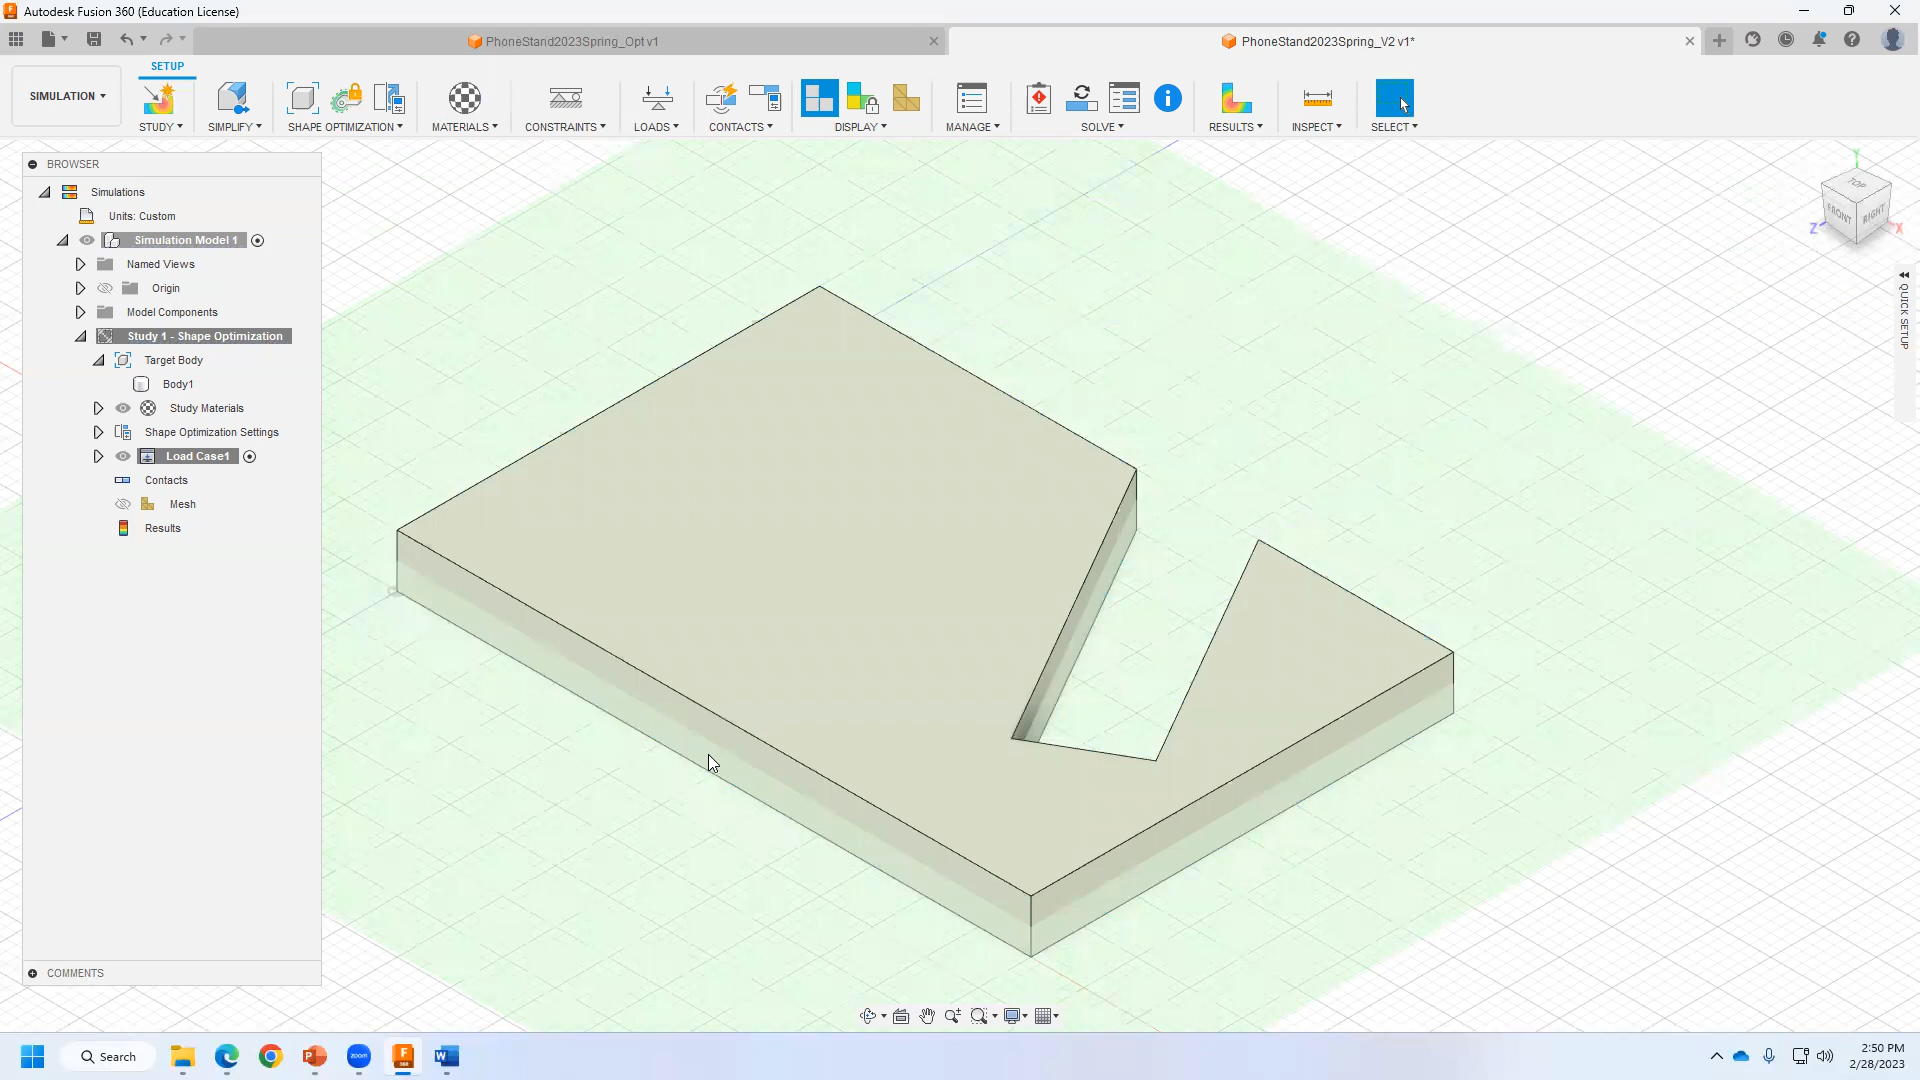 Autodesk Fusion 360 (Education License)
PhoneStand2023Spring_Opt v1
PhoneStand2023Spring_V2 v1*
SETUP
SIMULATION
STUDY
SIMPLIFY
SHAPE OPTIMIZATION
MATERIALS
CONSTRAINTS
LOADS
CONTACTS
DISPLAY
MANAGE
SOLVE
RESULTS
INSPECT
SELECT
BROWSER
Simulations
Units: Custom
Simulation Model 1
Named Views
Origin
Model Components
Study 1 - Shape Optimization
Target Body
Body1
Study Materials
Shape Optimization Settings
Load Case1
Contacts
Mesh
Results
COMMENTS
Y
TOP
FRONT
RIGHT
Z
X
QUICK SETUP
Search
zoom
F
360
W
2:50 PM
2/28/2023